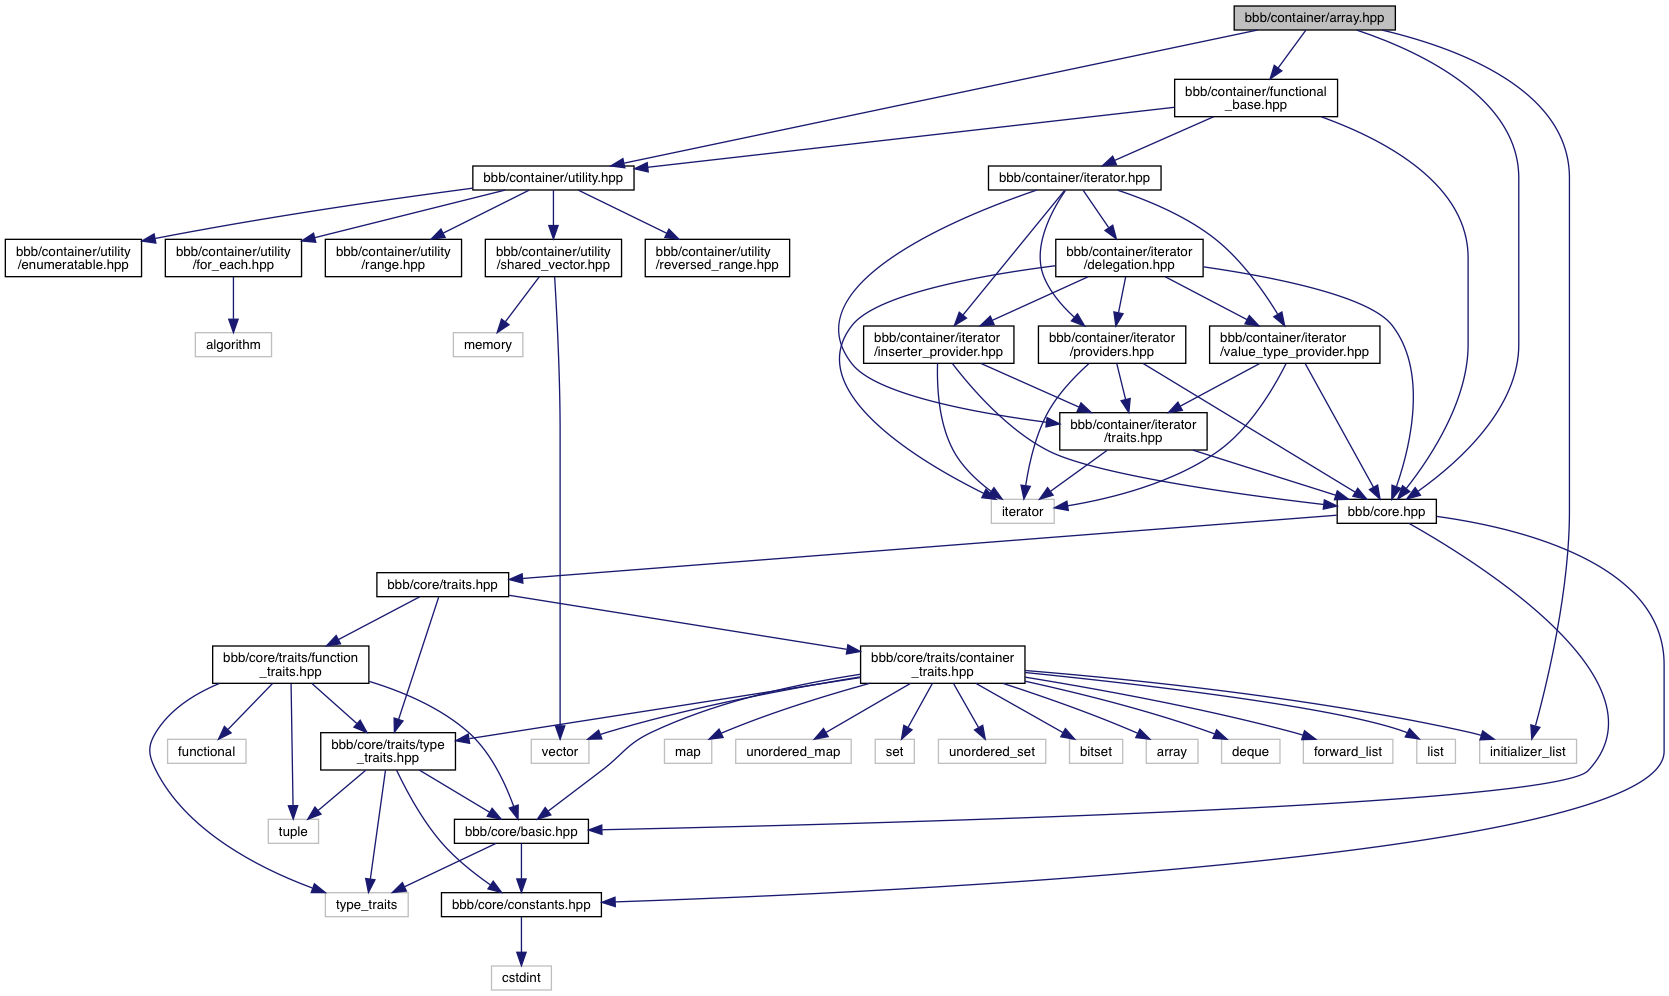 bbb/container/array.hpp
bbb/container/functional
_base.hpp
bbb/container/utility.hpp
bbb/container/iterator.hpp
bbb/container/utility
/enumeratable.hpp
bbb/container/utility
/for_each.hpp
bbb/container/utility
/range.hpp
bbb/container/utility
/shared_vector.hpp
bbb/container/utility
/reversed_range.hpp
bbb/container/iterator
/delegation.hpp
algorithm
memory
bbb/container/iterator
/inserter_provider.hpp
bbb/container/iterator
/providers.hpp
bbb/container/iterator
/value_type_provider.hpp
bbb/container/iterator
/traits.hpp
iterator
bbb/core.hpp
bbb/core/traits.hpp
bbb/core/traits/function
_traits.hpp
bbb/core/traits/container
_traits.hpp
functional
bbb/core/traits/type
_traits.hpp
vector
map
unordered_map
set
unordered_set
bitset
array
deque
forward_list
list
initializer_list
tuple
bbb/core/basic.hpp
type_traits
bbb/core/constants.hpp
cstdint